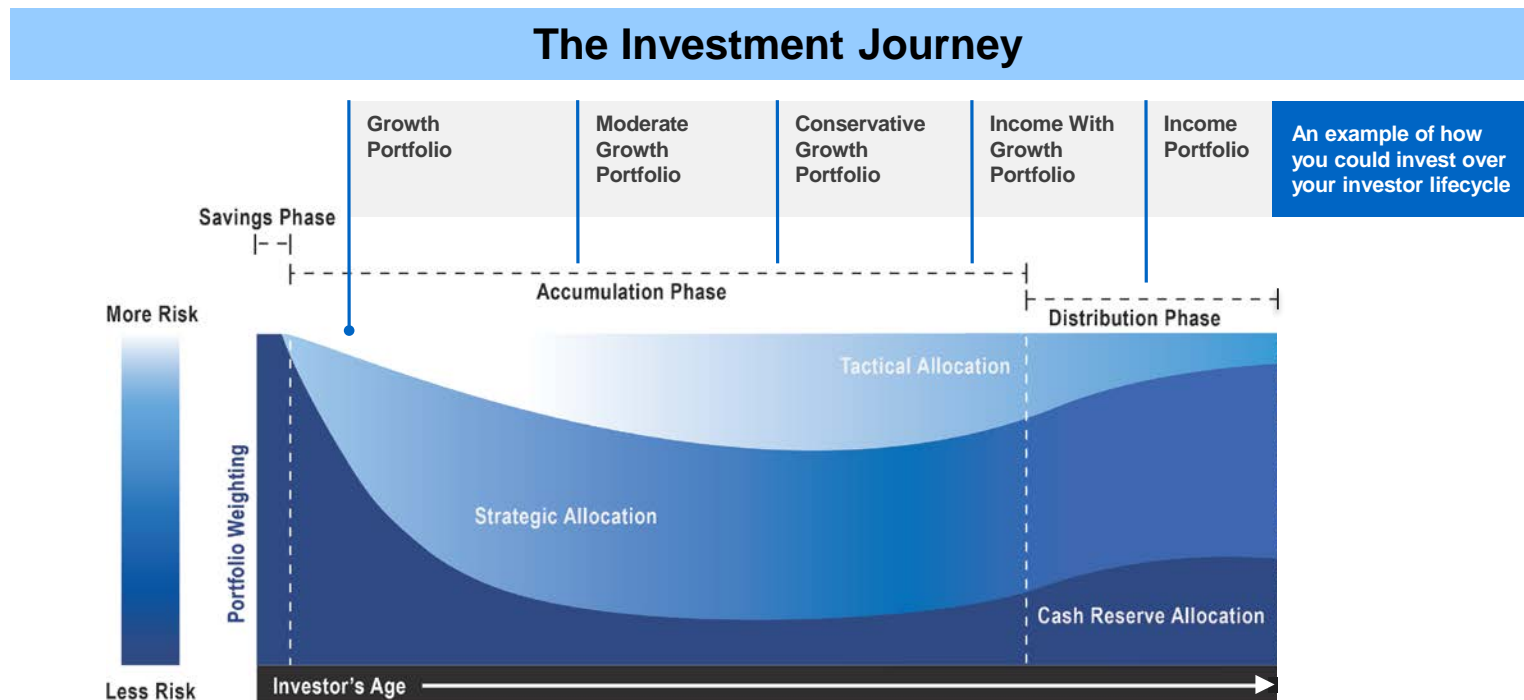 The Investment Journey
Growth
Portfolio
Moderate
Growth
Portfolio
Conservative
Growth
Portfolio
Income With
Growth
Portfolio
Income
Portfolio
An example of how
you could invest over
your investor lifecycle
Savings Phase
Accumulation Phase
Distribution Phase
More Risk
Less Risk
Portfolio Weighting
Tactical Allocation
Strategic Allocation
Cash Reserve Allocation
Investor's Age